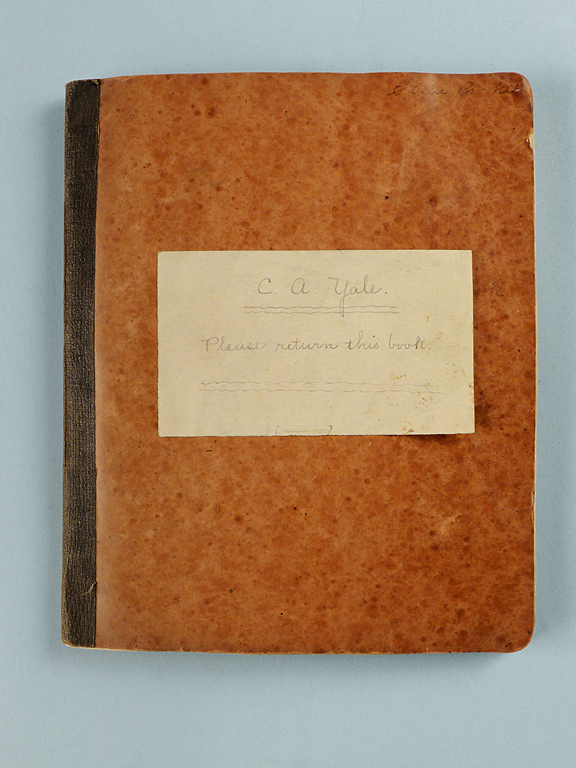 C. A. Yale.
Please return this book.